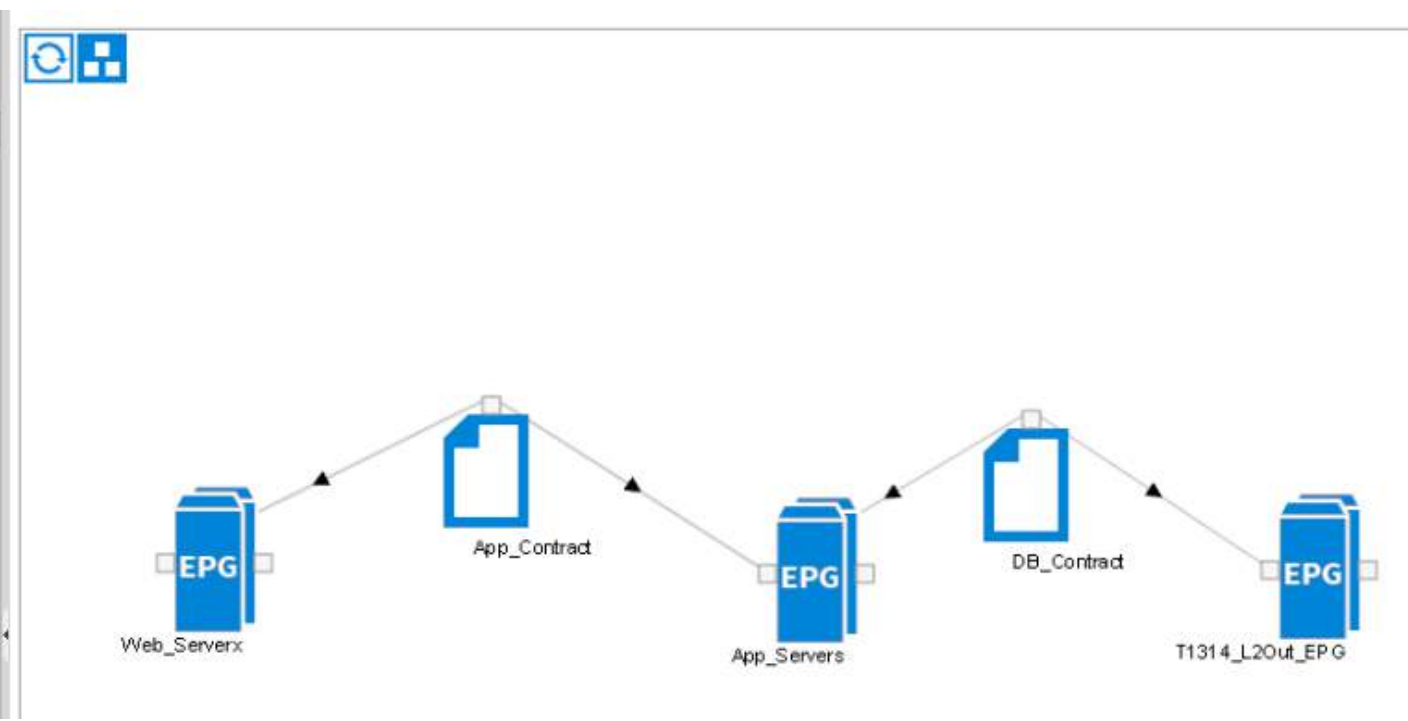 EPG
Web_Serverx
App_Contract
EPG
App_Servers
DB_Contract
EPG
T1314_L2Out_EPG